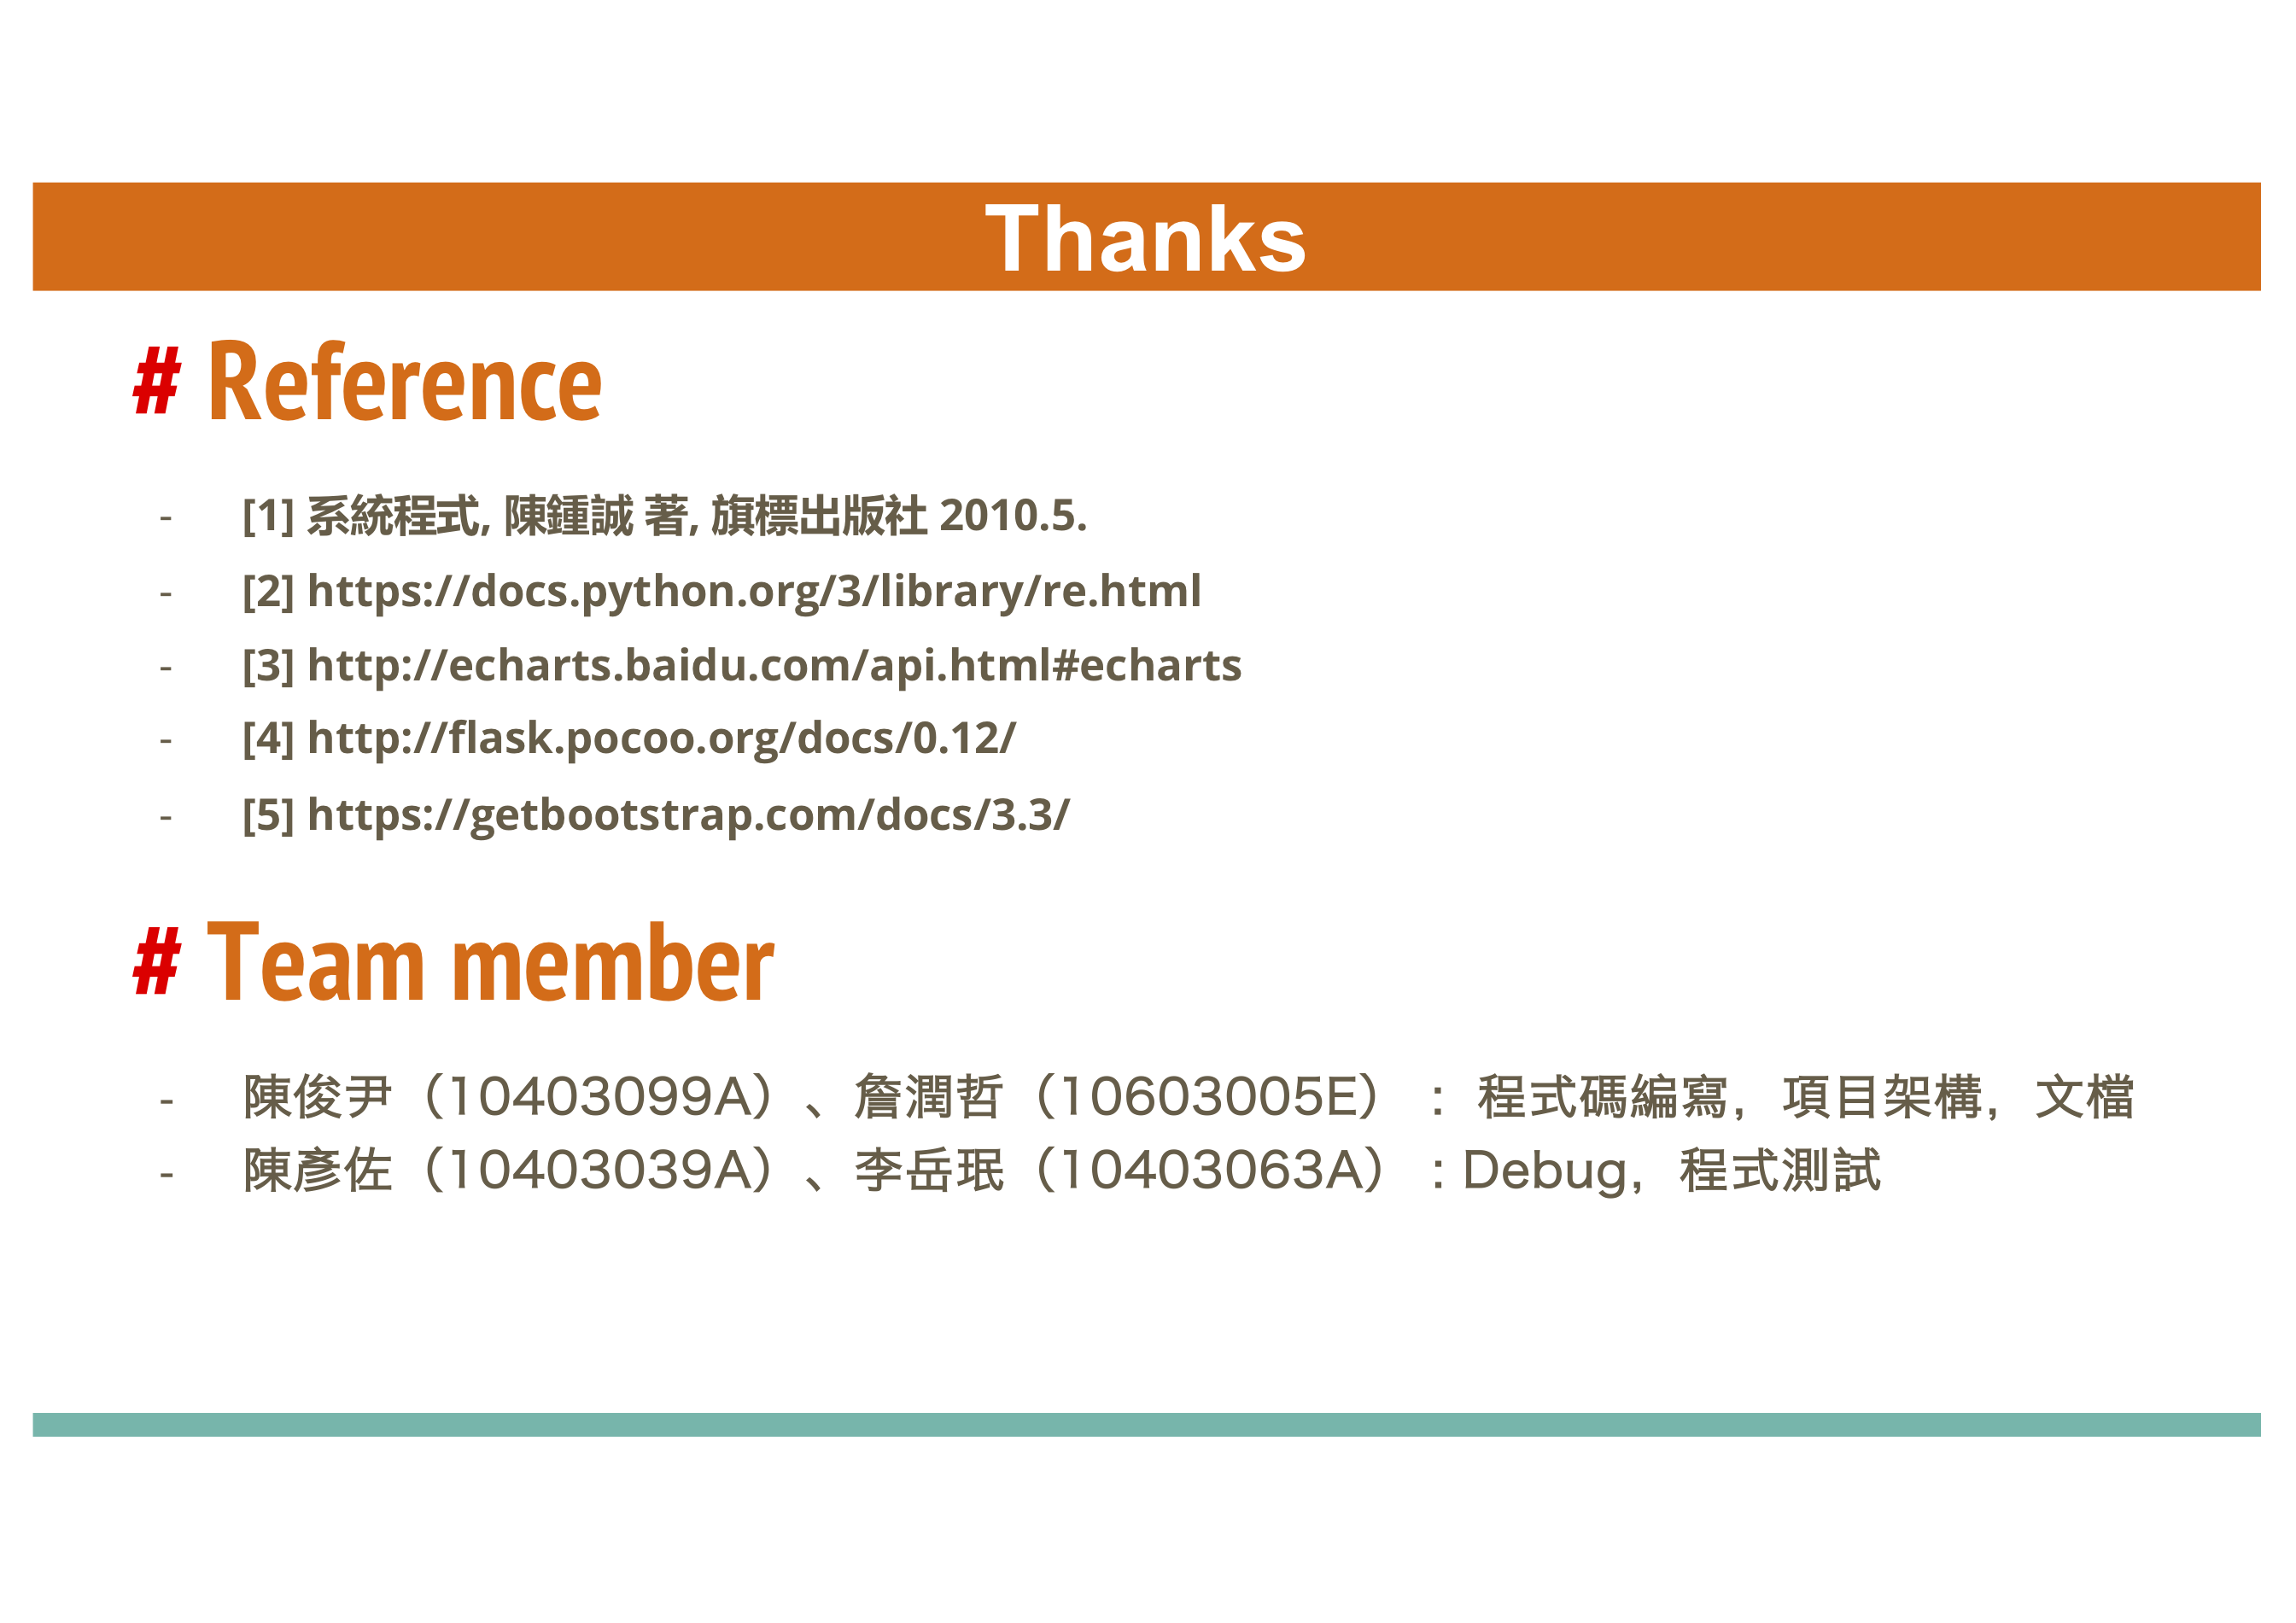 Thanks
# Reference
- [1] 系統程式, 陳鍾誠 著, 旗標出版社 2010.5.
- [2] https://docs.python.org/3/library/re.html
- [3] http://echarts.baidu.com/api.html#echarts
- [4] http://flask.pocoo.org/docs/0.12/
- [5] https://getbootstrap.com/docs/3.3/
# Team member
- 陳俊尹（10403099A）、詹潤哲（10603005E）：程式碼編寫，項目架構，文檔
- 陳彥佐（10403039A）、李岳珉（10403063A）：Debug，程式測試